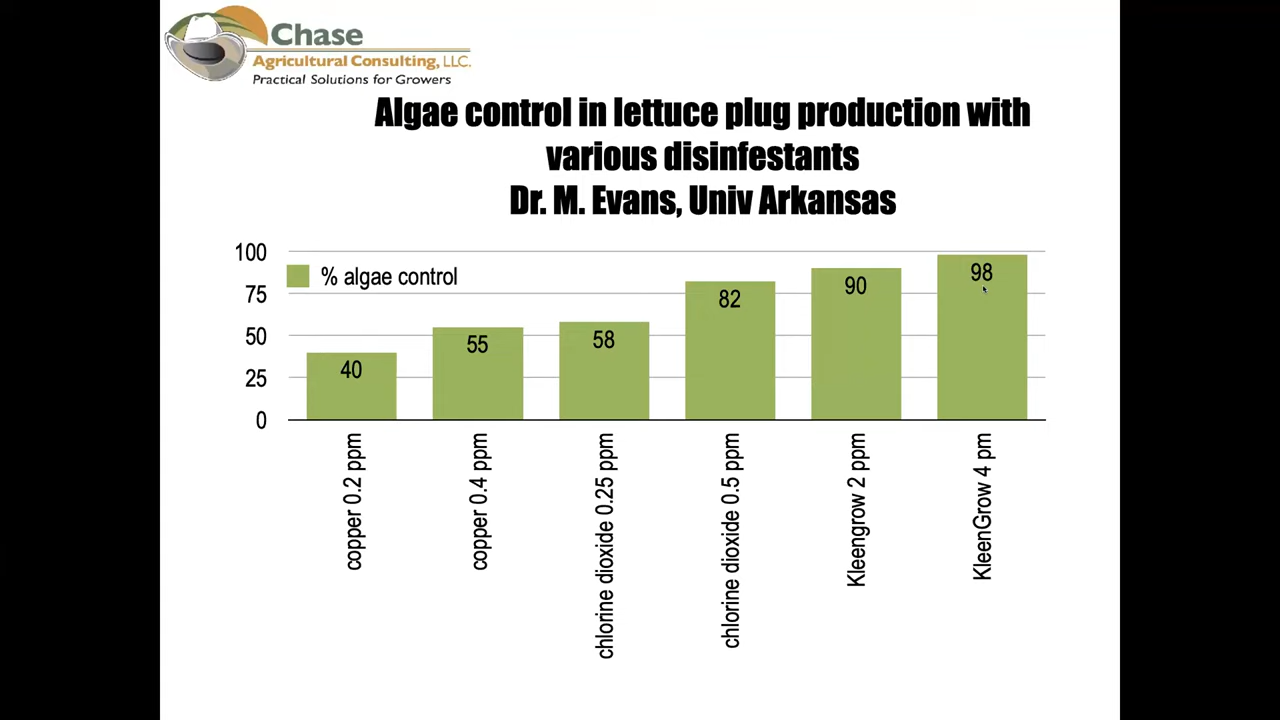 Chase
Agricultural Consulting, LLC.
Practical Solutions for Growers
Algae control in lettuce plug production with
various disinfestants
Dr. M. Evans, Univ Arkansas
100
75
50
25
0
% algae control
40
55
58
82
90
98
copper 0.2 ppm
copper 0.4 ppm
chlorine dioxide 0.25 ppm
chlorine dioxide 0.5 ppm
Kleengrow 2 ppm
KleenGrow 4 pm